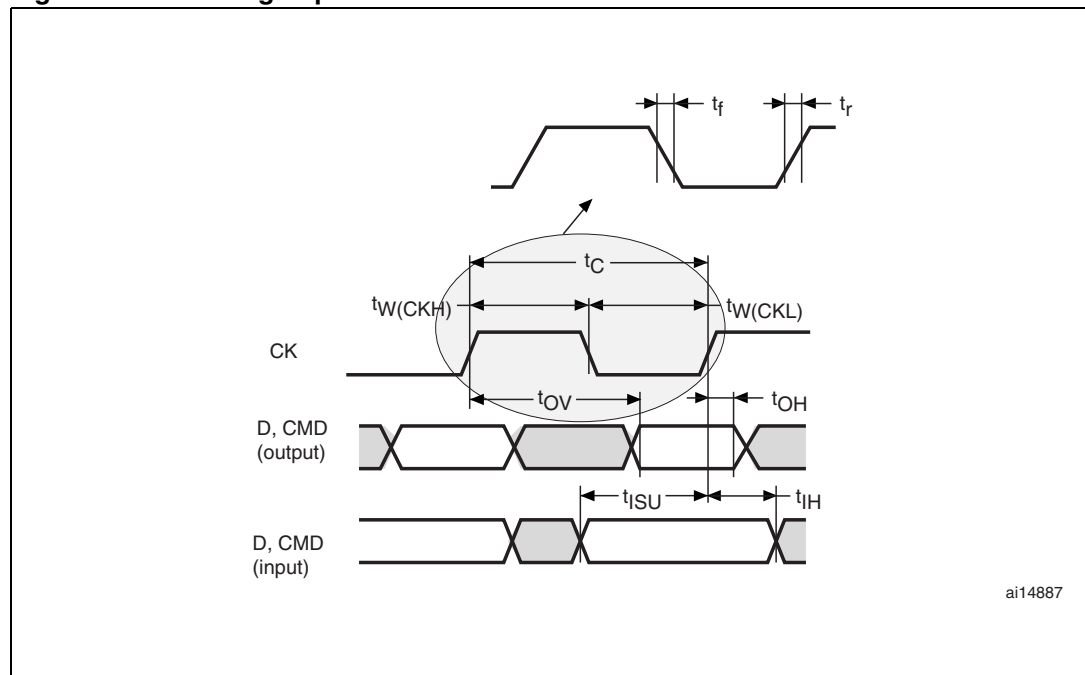 tf
tr
tC
tW(CKH)
tW(CKL)
CK
tOV
tOH
D, CMD
(output)
tISU
tIH
D, CMD
(input)
ai14887